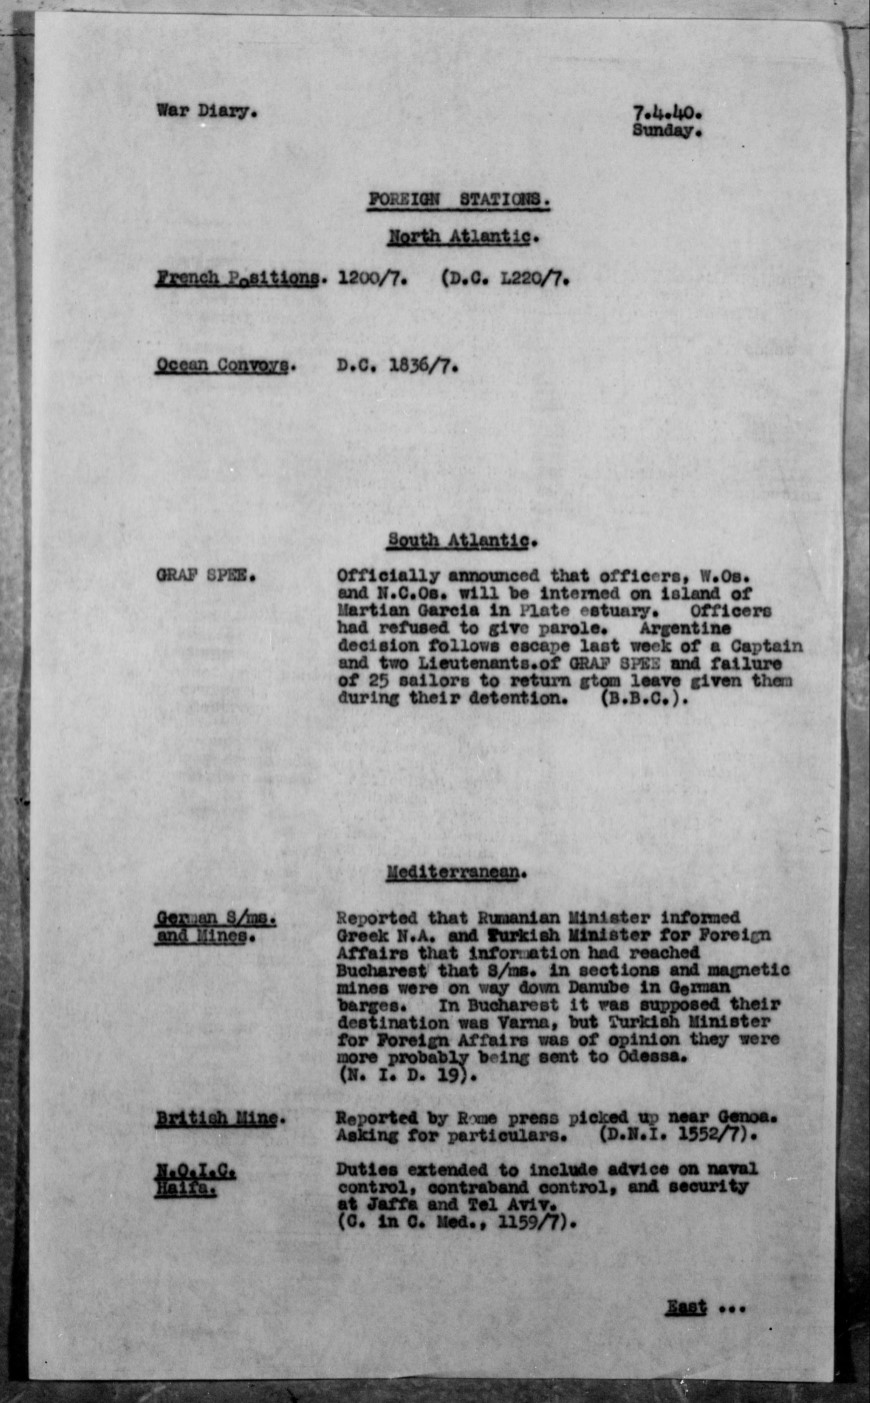 War Diary.
7.4.40.
Sunday.
FOREIGN STATIONS.
North Atlantic.
French Positions. 1200/7. (D.C. L220/7.
Ocean Convoys. D.C. 1836/7.
South Atlantic.
GRAF SPEE. Officially announced that officers, W.Os.
and N.C.Os. will be interned on island of
Martian Garcia in Plate estuary. Officers
had refused to give parole. Argentine
decision follows escape last week of a Captain
and two Lieutenants.of GRAF SPEE and failure
of 25 sailors to return gtom leave given them
during their detention. (B.B.C.).
Mediterranean.
German S/ms. Reported that Rumanian Minister informed
and Mines. Greek N.A. and Turkish Minister for Foreign
Affairs that information had reached
Bucharest that S/ms. in sections and magnetic
mines were on way down Danube in German
barges. In Bucharest it was supposed their
destination was Varna, but Turkish Minister
for Foreign Affairs was of opinion they were
more probably being sent to Odessa.
(N. I. D. 19).
British Mine. Reported by Rome press picked up near Genoa.
Asking for particulars. (D.N.I. 1552/7).
N.O.I.C. Duties extended to include advice on naval
Haifa. control, contraband control, and security
at Jaffa and Tel Aviv.
(C. in C. Med., 1159/7).
East ...